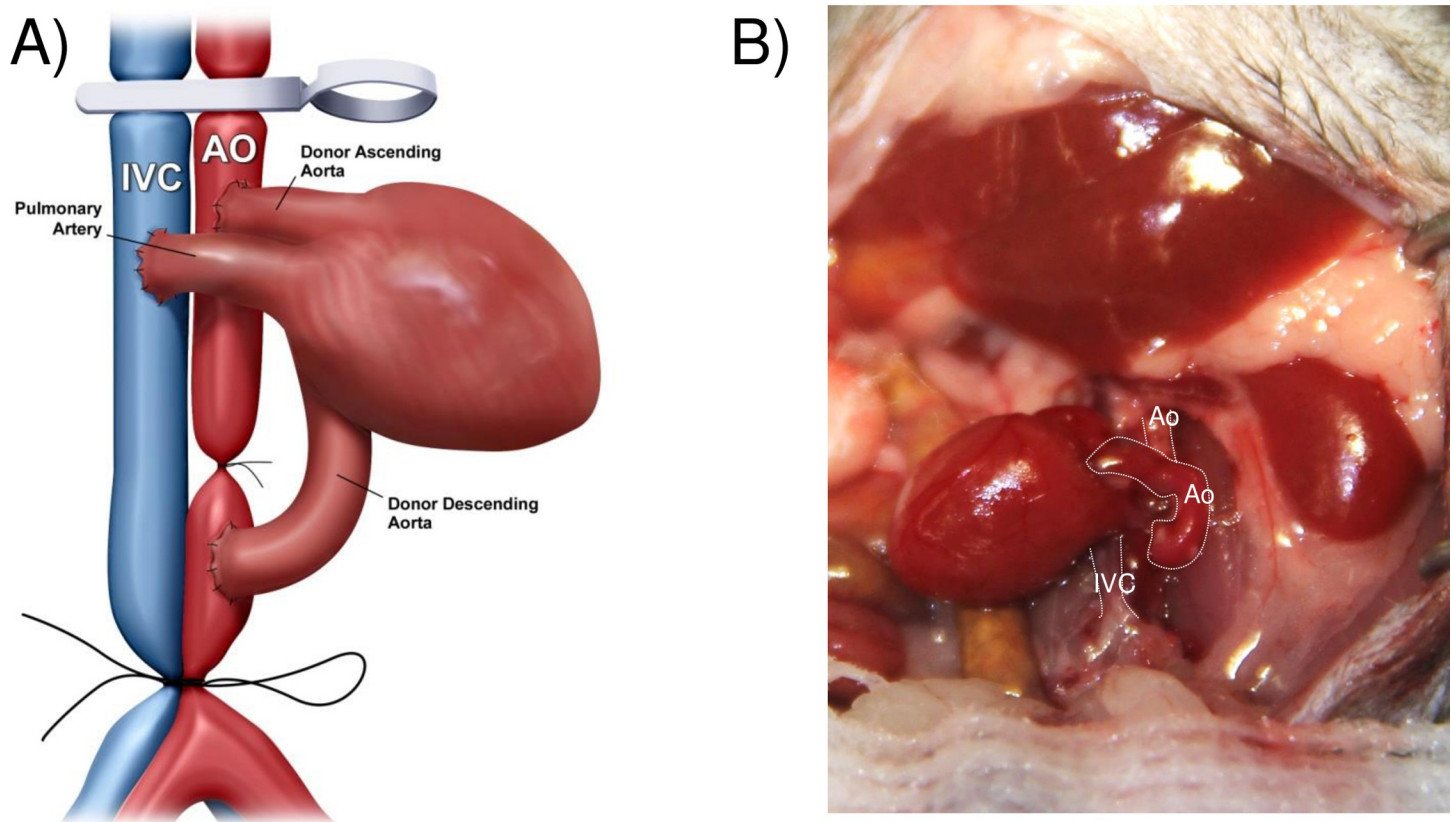 A)
B)
IVC
AO
Donor Ascending
Aorta
Pulmonary
Artery
Donor Descending
Aorta
Ao
Ao
IVC